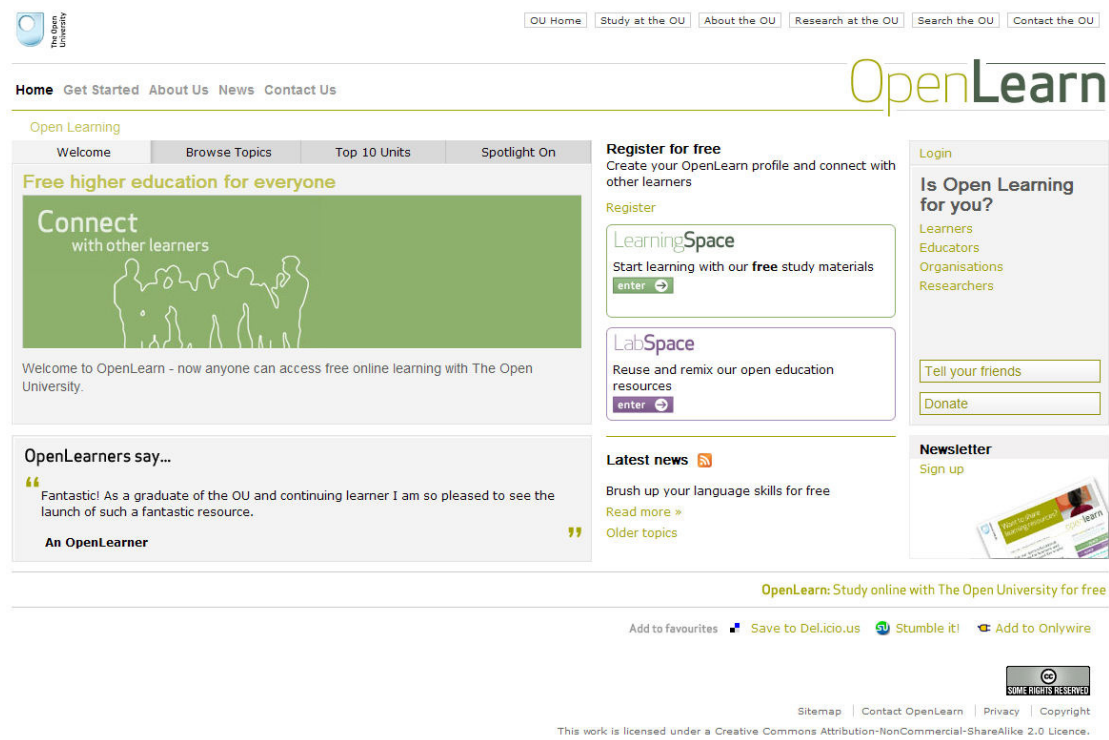 The Open
University
OU Home
Study at the OU
About the OU
Research at the OU
Search the OU
Contact the OU
Home Get Started About Us News Contact Us
OpenLearn
Open Learning
Welcome
Browse Topics
Top 10 Units
Spotlight On
Free higher education for everyone
Connect
with other learners
Welcome to OpenLearn - now anyone can access free online learning with The Open
University.
OpenLearners say...
“
Fantastic! As a graduate of the OU and continuing learner I am so pleased to see the
launch of such a fantastic resource.
”
An OpenLearner
Register for free
Create your OpenLearn profile and connect with
other learners
Register
LearningSpace
Start learning with our free study materials
enter
LabSpace
Reuse and remix our open education
resources
enter
Latest news
Brush up your language skills for free
Read more »
Older topics
Login
Is Open Learning
for you?
Learners
Educators
Organisations
Researchers
Tell your friends
Donate
Newsletter
Sign up
Want to share
learning resources?
openlearn
OpenLearn: Study online with The Open University for free
Add to favourites
Save to Del.icio.us
Stumble it!
Add to Onlywire
cc
SOME RIGHTS RESERVED
Sitemap | Contact OpenLearn | Privacy | Copyright
This work is licensed under a Creative Commons Attribution-NonCommercial-ShareAlike 2.0 Licence.